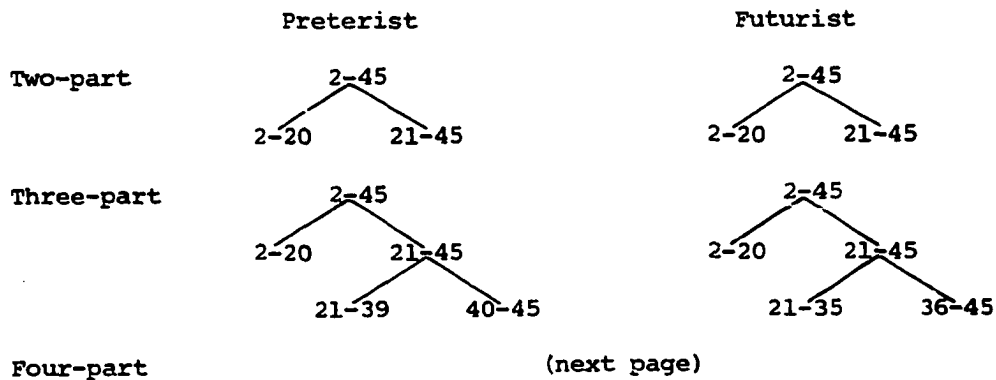 Preterist Futurist
Two-part 2-45 2-45
2-20 21-45 2-20 21-45
Three-part 2-45 2-45
2-20 21-45 2-20 21-45
21-39 40-45 21-35 36-45
Four-part (next page)